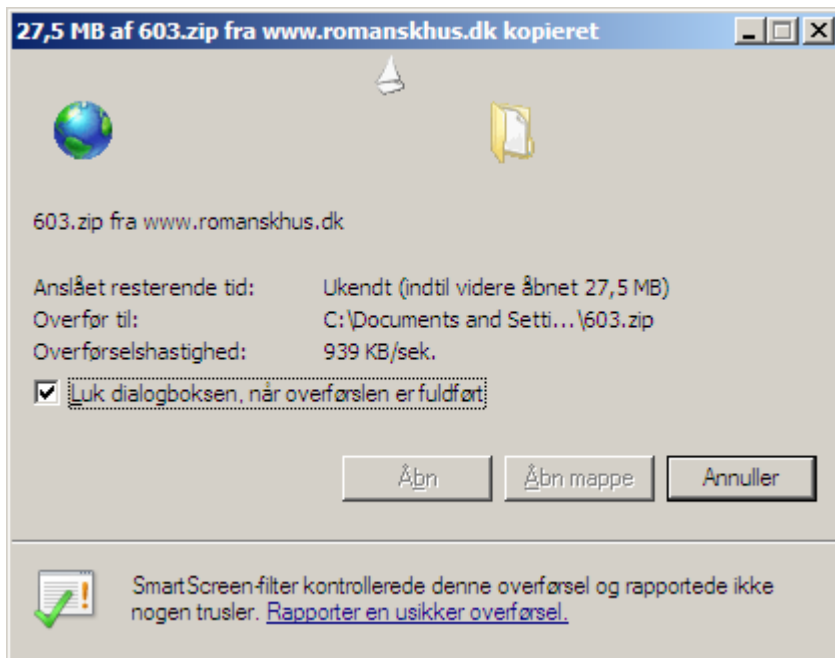 27,5 MB af 603.zip fra www.romanskhus.dk kopieret
603.zip fra www.romanskhus.dk
Anslået resterende tid: Ukendt (indtil videre åbnet 27,5 MB)
Overfør til: C:\Documents and Setti...\603.zip
Overførselshastighed: 939 KB/sek.
Luk dialogboksen, når overførslen er fuldført
Åbn Åbn mappe Annuller
SmartScreen-filter kontrollerede denne overførsel og rapportede ikke
nogen trusler. Rapporter en usikker overførsel.